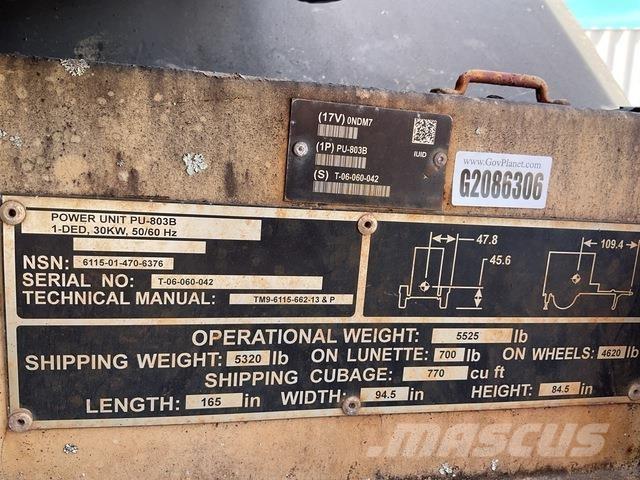 (17V) 0NDM7
(1P) PU-803B
IUID
(S) T-06-060-042
www.GovPlanet.com
G2086306
POWER UNIT PU-803B
1-DED, 30KW, 50/60 Hz
NSN: 6115-01-470-6376
SERIAL NO: T-06-060-042
TECHNICAL MANUAL: TM9-6115-662-13 & P
47.8
45.6
109.4
OPERATIONAL WEIGHT: 5525 lb
SHIPPING WEIGHT: 5320 lb ON LUNETTE: 700 lb ON WHEELS: 4620 lb
SHIPPING CUBAGE: 770 cu ft
LENGTH: 165 in WIDTH: 94.5 in HEIGHT: 84.5 in
MASCUS